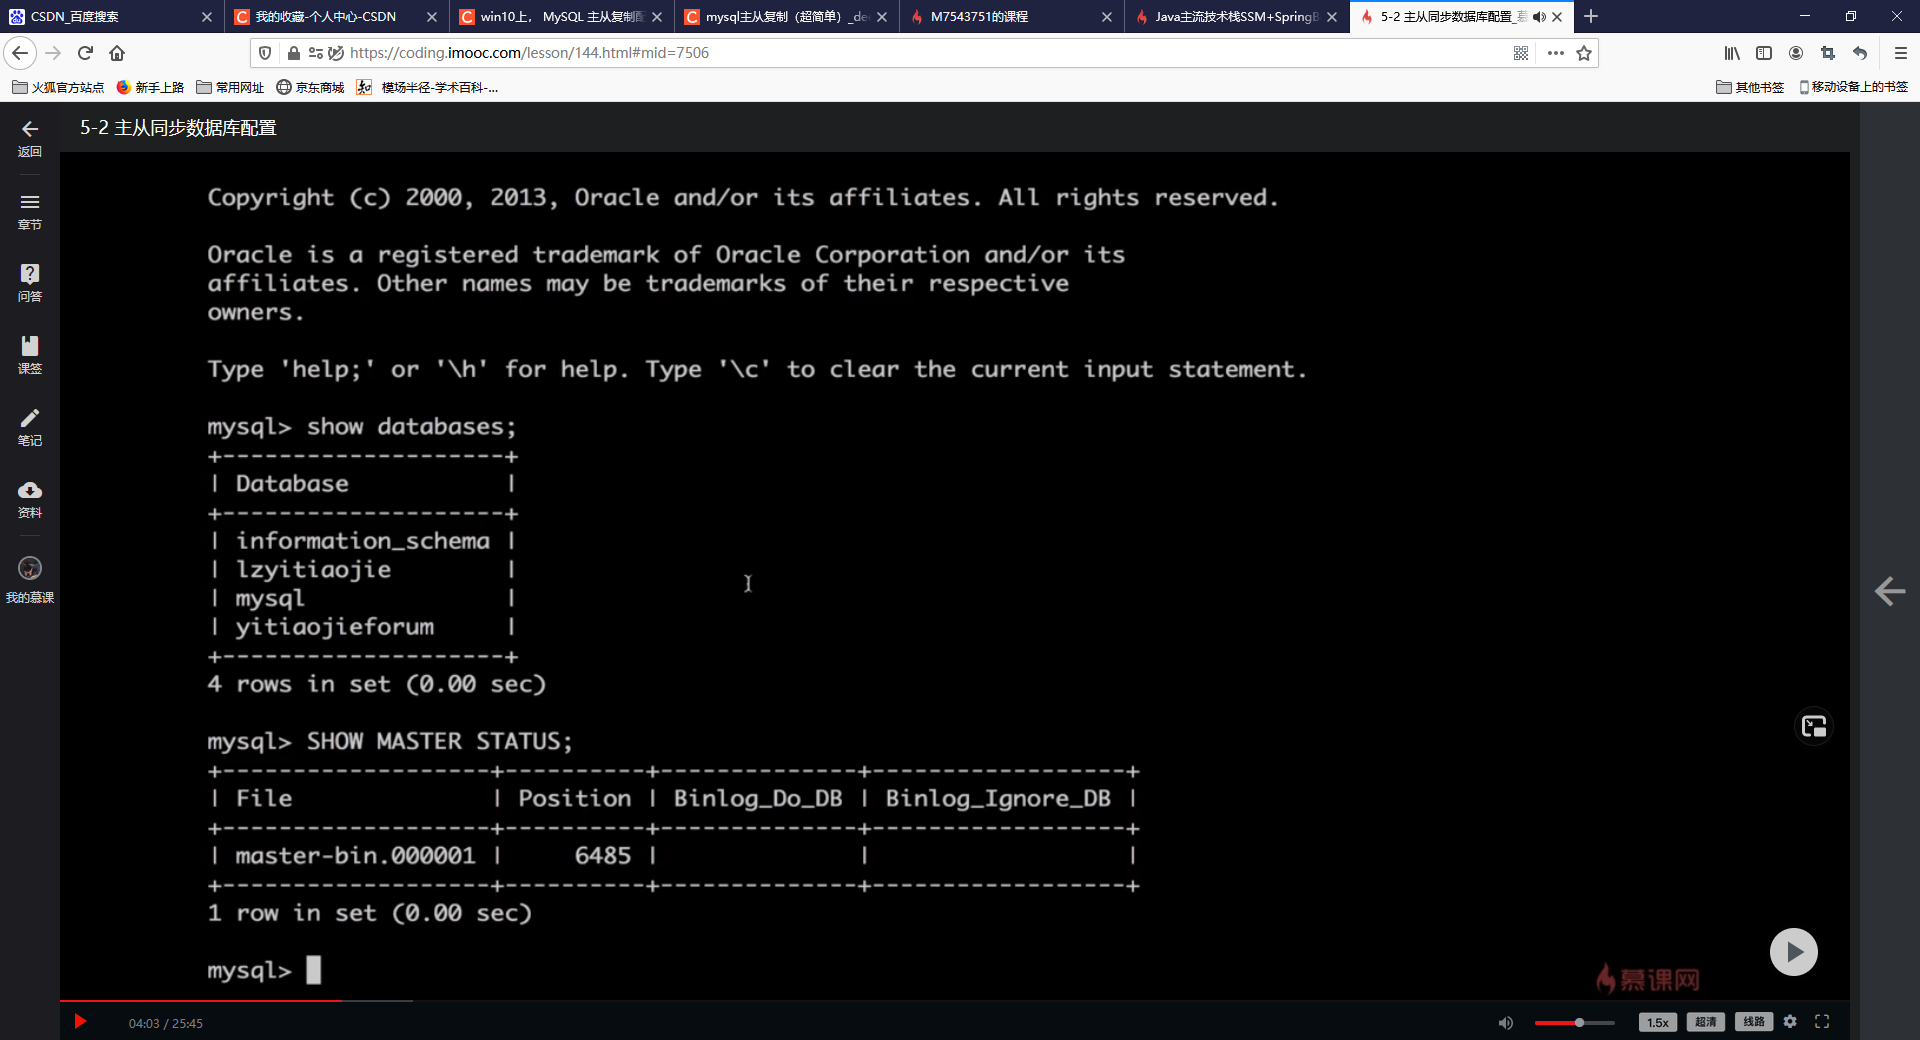 CSDN_百度搜索
我的收藏-个人中心-CSDN
win10上， MySQL 主从复制配
mysql主从复制（超简单）_de
M7543751的课程
Java主流技术栈SSM+SpringB
5-2 主从同步数据库配置_慕
https://coding.imooc.com/lesson/144.html#mid=7506
火狐官方站点
新手上路
常用网址
京东商城
模场半径-学术百科-...
其他书签
移动设备上的书签
返回
5-2 主从同步数据库配置
章节
问答
课签
笔记
资料
我的慕课
Copyright (c) 2000, 2013, Oracle and/or its affiliates. All rights reserved.
Oracle is a registered trademark of Oracle Corporation and/or its
affiliates. Other names may be trademarks of their respective
owners.
Type 'help;' or '\h' for help. Type '\c' to clear the current input statement.
mysql> show databases;
+--------------------+
| Database           |
+--------------------+
| information_schema |
| lzyitiaojie        |
| mysql              |
| yitiaojieforum     |
+--------------------+
4 rows in set (0.00 sec)
mysql> SHOW MASTER STATUS;
+-------------------+----------+--------------+------------------+
| File              | Position | Binlog_Do_DB | Binlog_Ignore_DB |
+-------------------+----------+--------------+------------------+
| master-bin.000001 |     6485 |              |                  |
+-------------------+----------+--------------+------------------+
1 row in set (0.00 sec)
mysql>
慕课网
04:03 / 25:45
1.5x
超清
线路